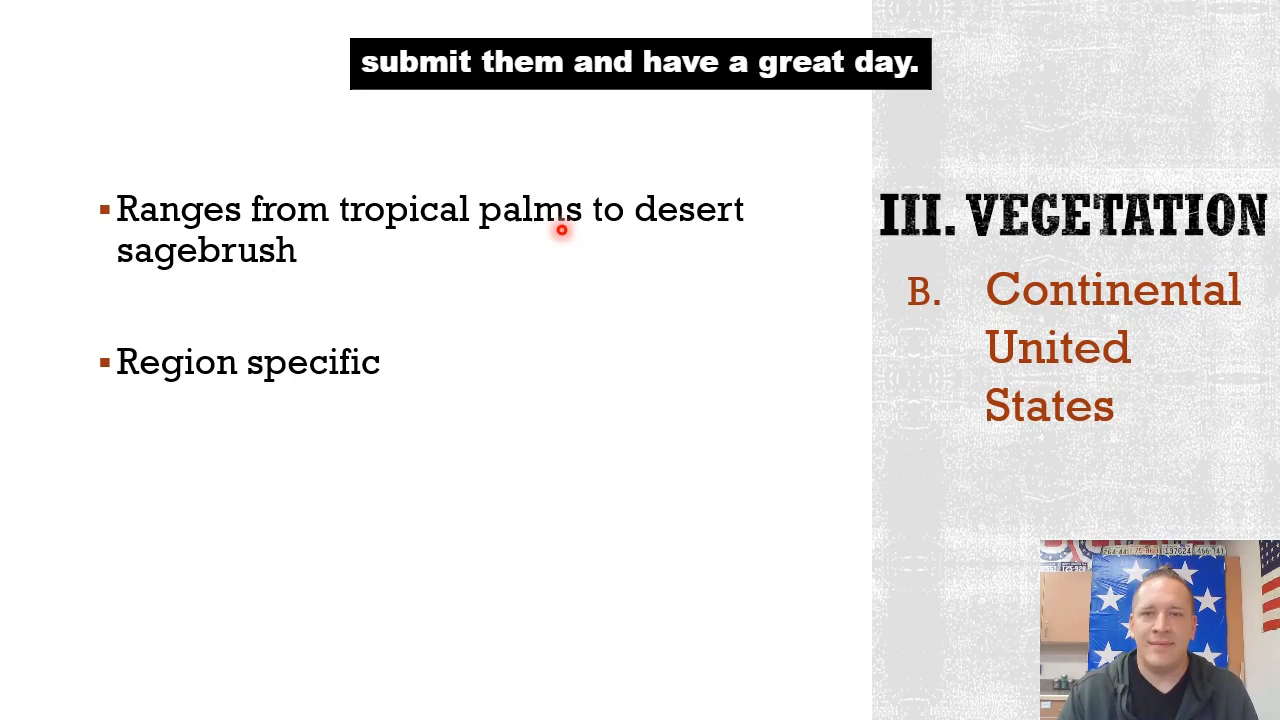 submit them and have a great day.
▪Ranges from tropical palms to desert
sagebrush
▪Region specific
III. VEGETATION
B. Continental
United
States